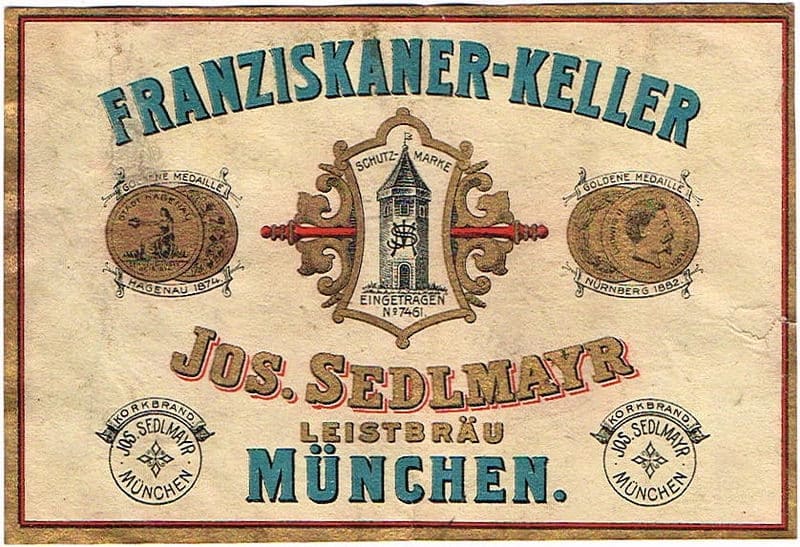 FRANZISKANER-KELLER
SCHUTZ-MARKE
GOLDENE MEDAILLE
HAGENAU 1874.
GOLDENE MEDAILLE
NÜRNBERG 1882.
JS
EINGETRAGEN
Nº 7461.
JOS. SEDLMAYR
LEISTBRÄU
MÜNCHEN.
KORKBRAND.
JOS. SEDLMAYR
MÜNCHEN
KORKBRAND.
JOS. SEDLMAYR
MÜNCHEN